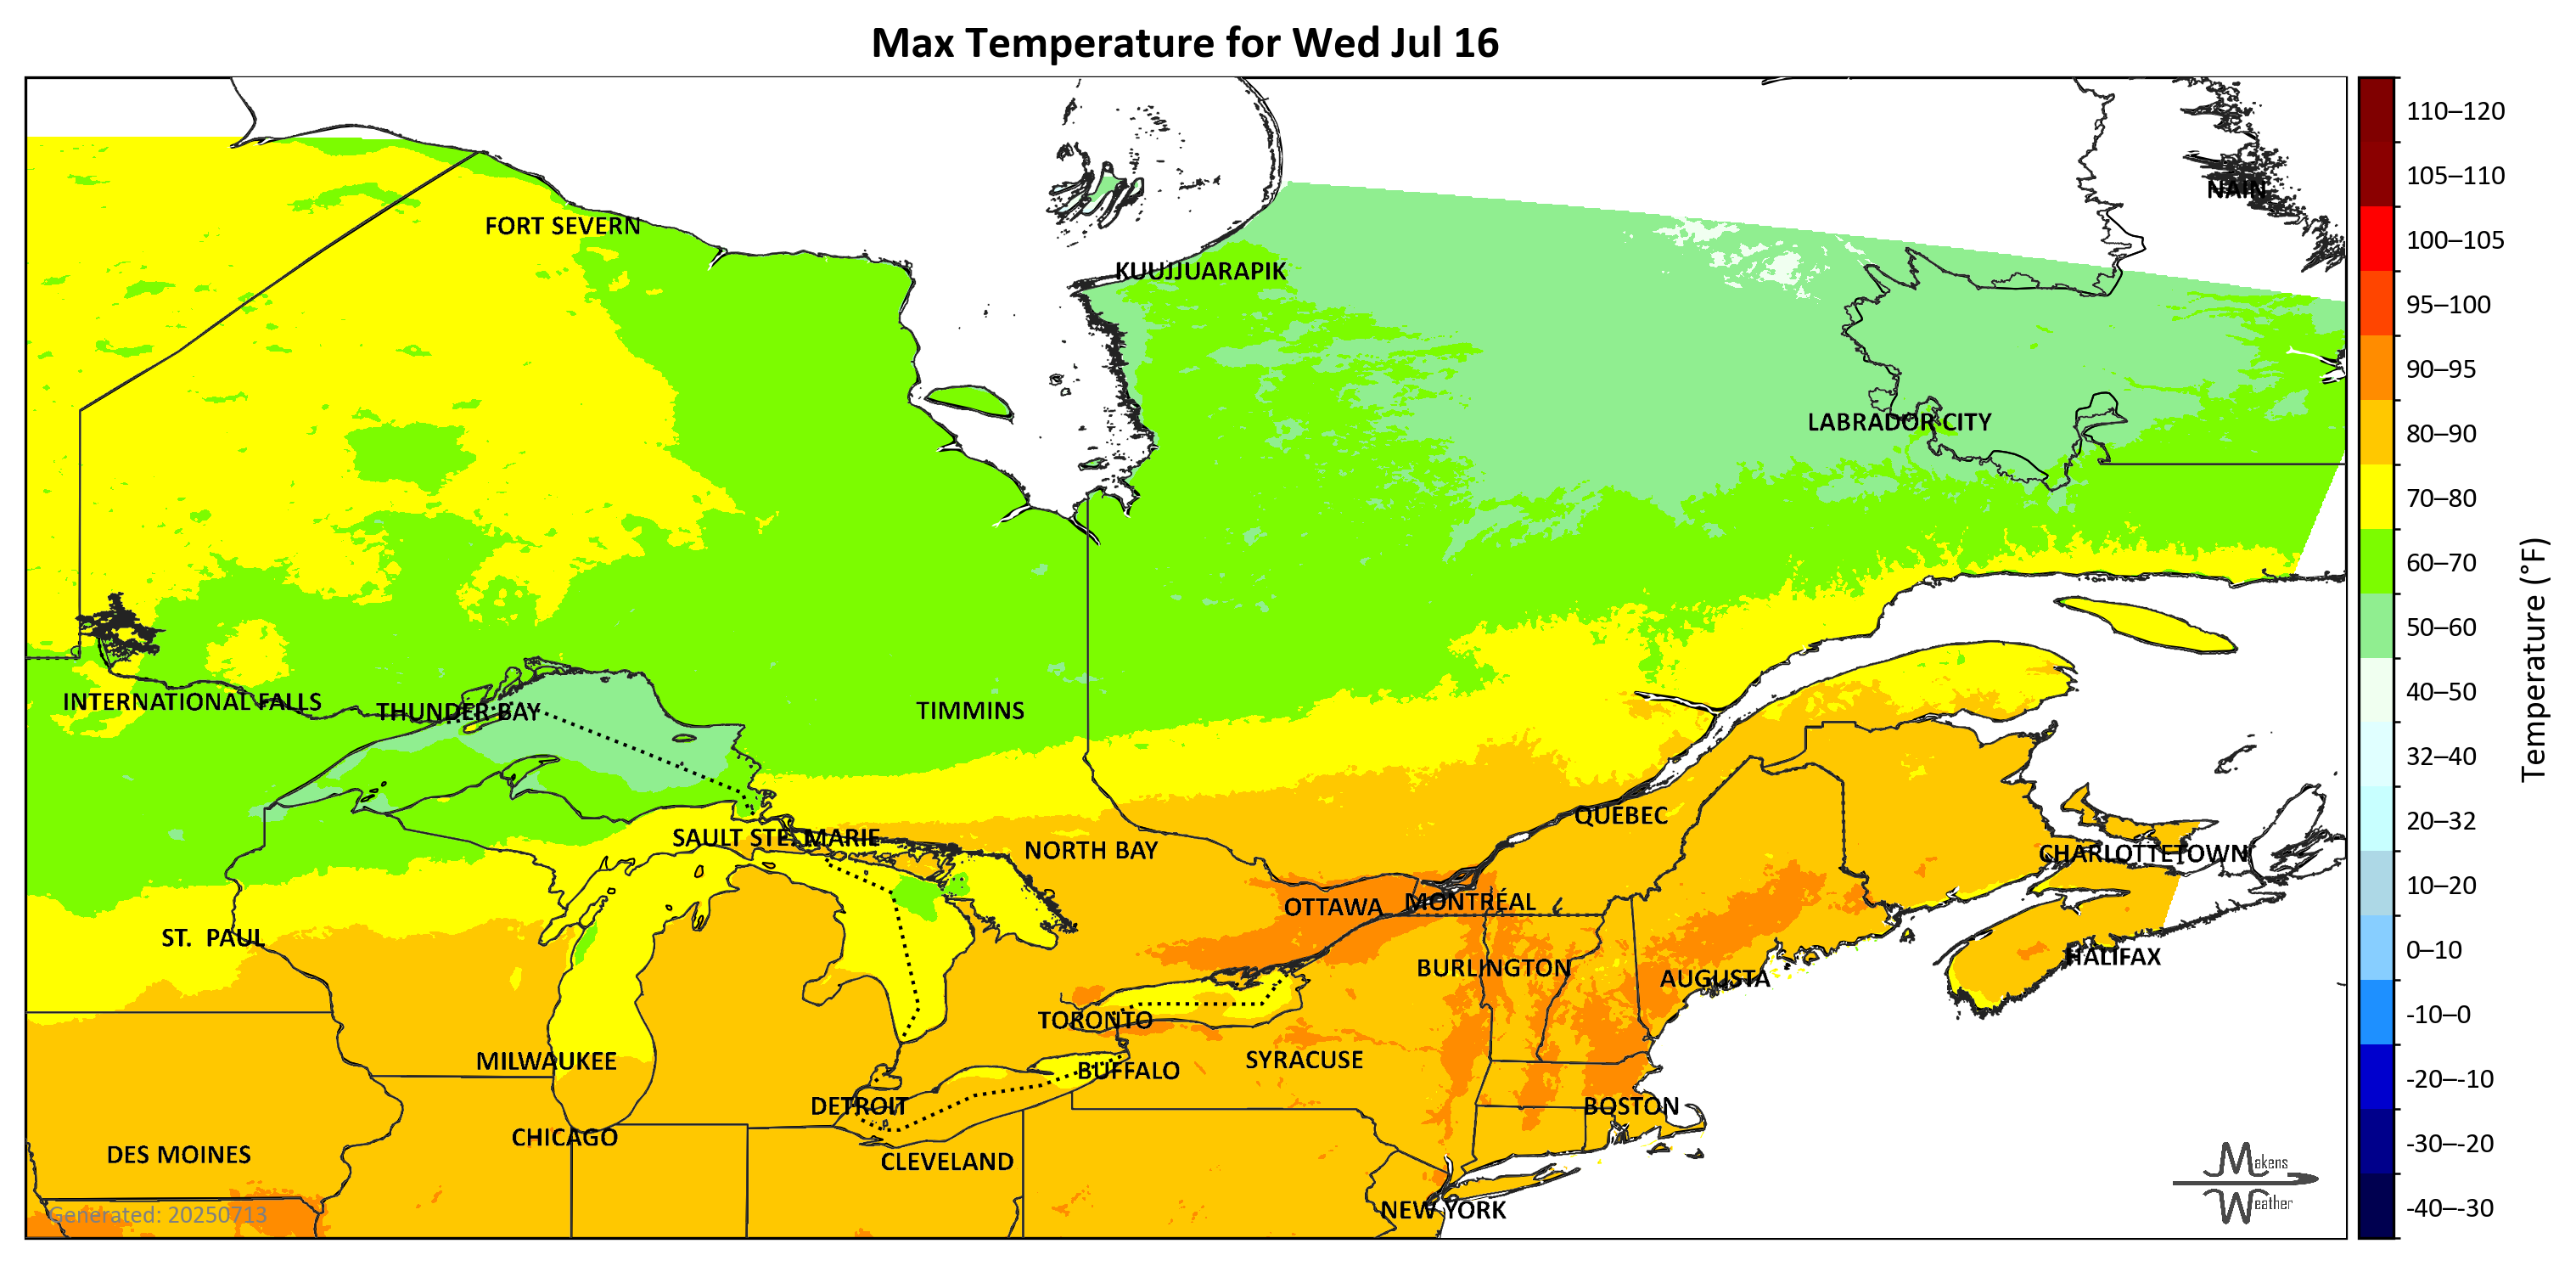 Max Temperature for Wed Jul 16
NAIN
FORT SEVERN
KUUJJUARAPIK
LABRADOR CITY
INTERNATIONAL FALLS
THUNDER BAY
TIMMINS
QUÉBEC
SAULT STE. MARIE
NORTH BAY
CHARLOTTETOWN
OTTAWA
MONTRÉAL
ST. PAUL
HALIFAX
BURLINGTON
AUGUSTA
TORONTO
MILWAUKEE
SYRACUSE
BUFFALO
DETROIT
BOSTON
CHICAGO
DES MOINES
CLEVELAND
NEW YORK
Generated: 20250713
Makens
Weather
110–120
105–110
100–105
95–100
90–95
80–90
70–80
60–70
50–60
40–50
32–40
20–32
10–20
0–10
-10–0
-20–-10
-30–-20
-40–-30
Temperature (°F)